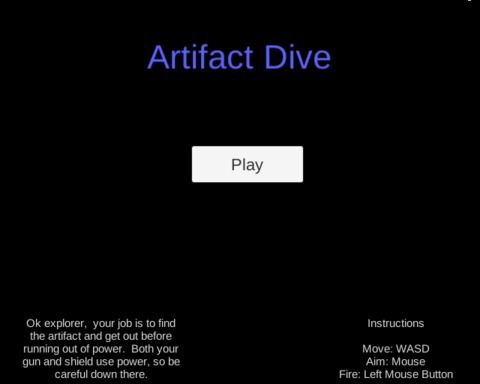 Artifact Dive
Play
Ok explorer, your job is to find
the artifact and get out before
running out of power. Both your
gun and shield use power, so be
careful down there.
Instructions
Move: WASD
Aim: Mouse
Fire: Left Mouse Button